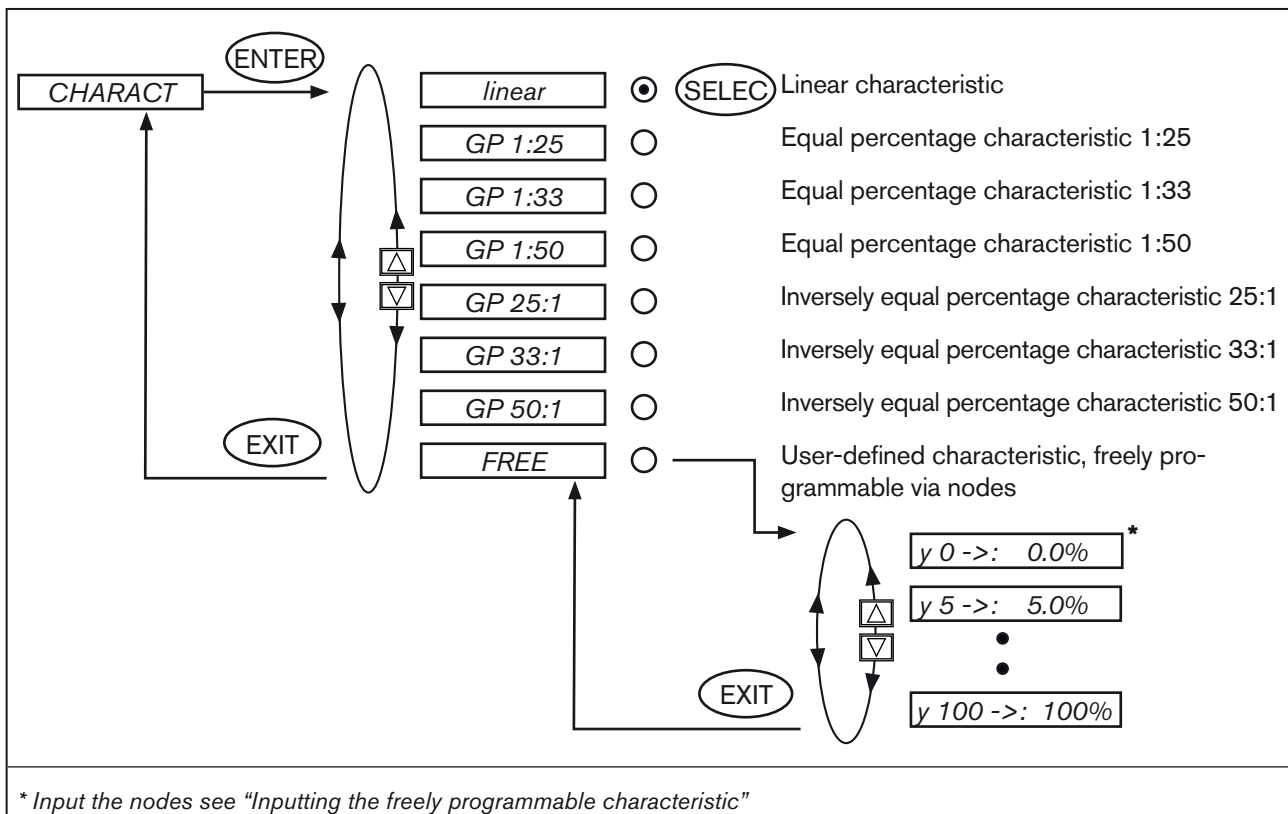 ENTER
CHARACT
linear
SELEC
Linear characteristic
GP 1:25
Equal percentage characteristic 1:25
GP 1:33
Equal percentage characteristic 1:33
GP 1:50
Equal percentage characteristic 1:50
GP 25:1
Inversely equal percentage characteristic 25:1
GP 33:1
Inversely equal percentage characteristic 33:1
GP 50:1
Inversely equal percentage characteristic 50:1
EXIT
FREE
User-defined characteristic, freely pro-
grammable via nodes
y 0 ->: 0.0% *
y 5 ->: 5.0%
EXIT
y 100 ->: 100%
* Input the nodes see “Inputting the freely programmable characteristic”